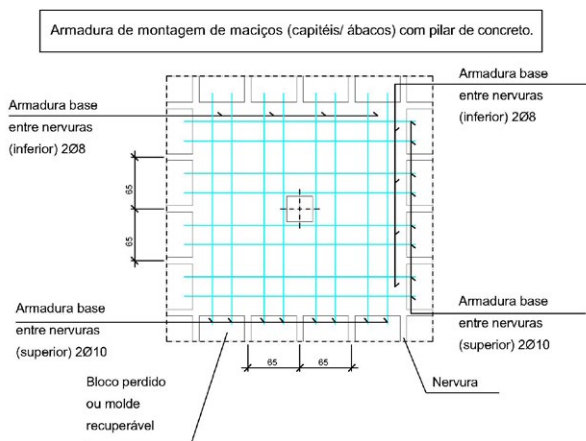 Armadura de montagem de maciços (capitéis/ ábacos) com pilar de concreto.
Armadura base
entre nervuras
(inferior) 2Ø8
Armadura base
entre nervuras
(inferior) 2Ø8
65
65
Armadura base
entre nervuras
(superior) 2Ø10
Armadura base
entre nervuras
(superior) 2Ø10
65
65
Bloco perdido
ou molde
recuperável
Nervura